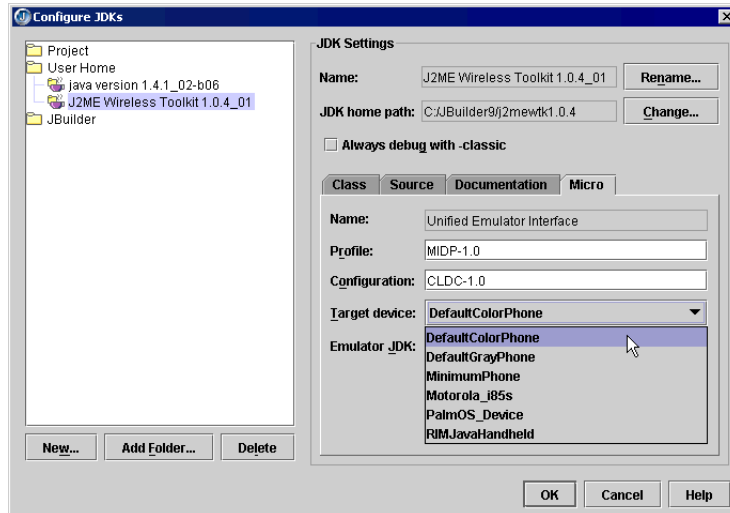 Configure JDKs
Project
User Home
java version 1.4.1_02-b06
J2ME Wireless Toolkit 1.0.4_01
JBuilder
New...
Add Folder...
Delete
JDK Settings
Name: J2ME Wireless Toolkit 1.0.4_01 Rename...
JDK home path: C:/JBuilder9/j2mewtk1.0.4 Change...
Always debug with -classic
Class Source Documentation Micro
Name: Unified Emulator Interface
Profile: MIDP-1.0
Configuration: CLDC-1.0
Target device: DefaultColorPhone
Emulator JDK:
DefaultColorPhone
DefaultGrayPhone
MinimumPhone
Motorola_i85s
PalmOS_Device
RIMJavaHandheld
OK Cancel Help